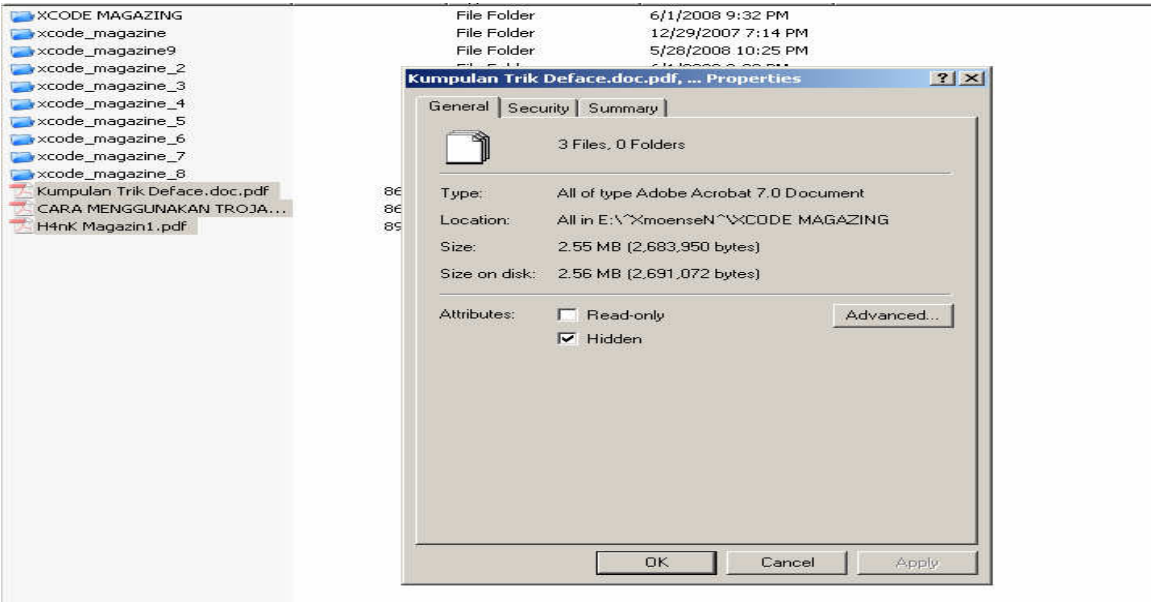 XCODE MAGAZING File Folder 6/1/2008 9:32 PM
xcode_magazine File Folder 12/29/2007 7:14 PM
xcode_magazine9 File Folder 5/28/2008 10:25 PM
xcode_magazine_2
xcode_magazine_3
xcode_magazine_4
xcode_magazine_5
xcode_magazine_6
xcode_magazine_7
xcode_magazine_8
Kumpulan Trik Deface.doc.pdf 86
CARA MENGGUNAKAN TROJA... 86
H4nK Magazin1.pdf 89
Kumpulan Trik Deface.doc.pdf, ... Properties
General Security Summary
3 Files, 0 Folders
Type: All of type Adobe Acrobat 7.0 Document
Location: All in E:\^XmoenseN^\XCODE MAGAZING
Size: 2.55 MB (2,683,950 bytes)
Size on disk: 2.56 MB (2,691,072 bytes)
Attributes: Read-only Advanced...
Hidden
OK Cancel Apply